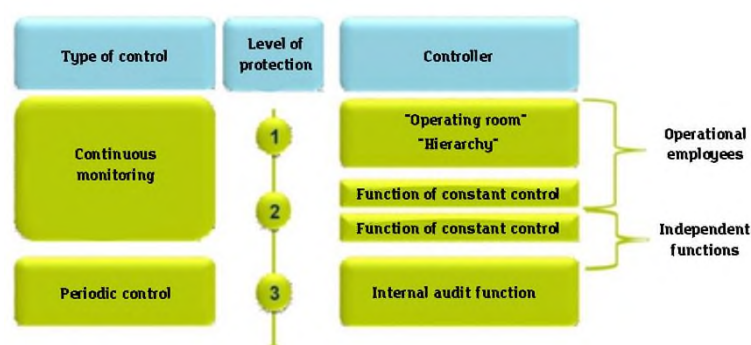 Type of control
Level of
protection
Controller
Continuous
monitoring
1
"Operating room"
"Hierarchy"
Operational
employees
2
Function of constant control
Function of constant control
Independent
functions
Periodic control
3
Internal audit function